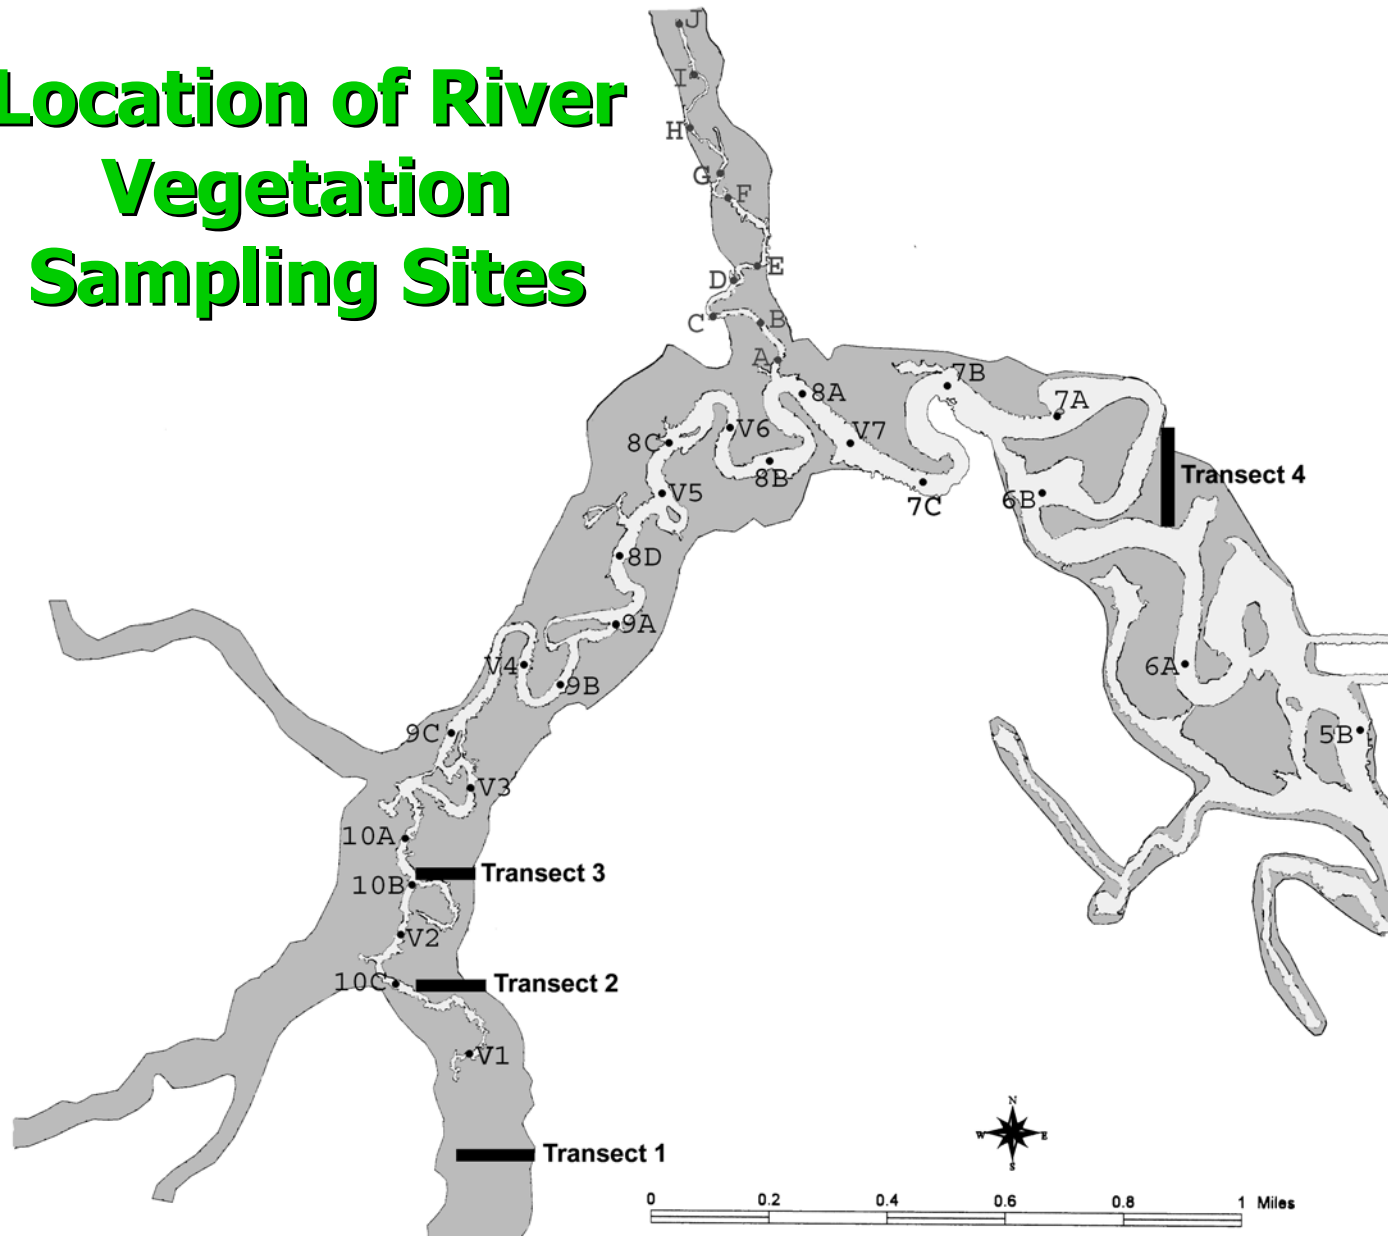 Location of River
Vegetation
Sampling Sites
J
I
H
G
F
E
D
C
B
A
8A
7B
7A
V6
V7
8C
8B
Transect 4
V5
7C
6B
8D
9A
V4
6A
9B
9C
5B
V3
10A
Transect 3
10B
V2
10C
Transect 2
V1
N
W
E
S
Transect 1
0
0.2
0.4
0.6
0.8
1
Miles